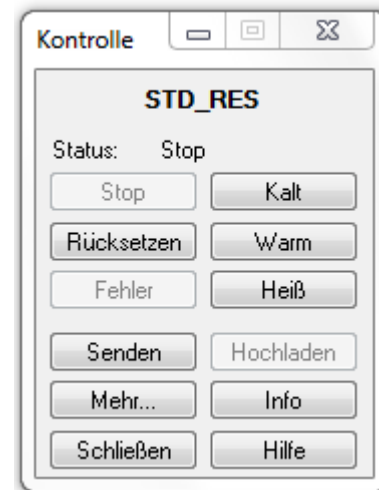 Kontrolle
STD_RES
Status: Stop
Stop Kalt
Rücksetzen Warm
Fehler Heiß
Senden Hochladen
Mehr... Info
Schließen Hilfe